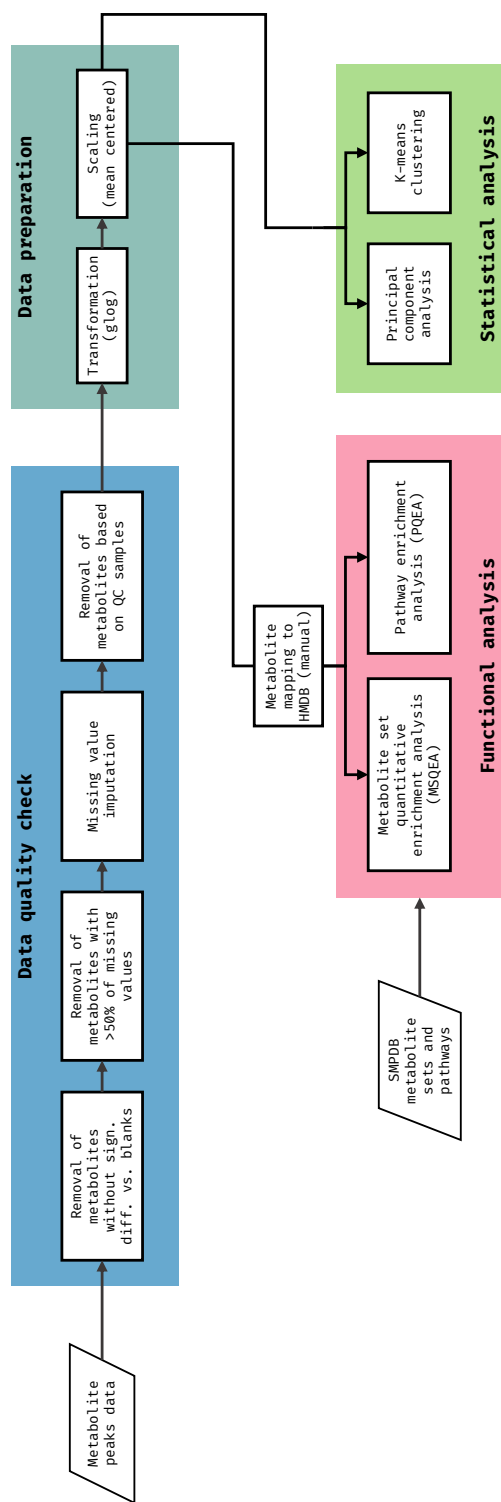 Data quality check
Data preparation
Metabolite
peaks data
Removal of
metabolites
without sign.
diff. vs. blanks
Removal of
metabolites with
>50% of missing
values
Missing value
imputation
Removal of
metabolites based
on QC samples
Transformation
(glog)
Scaling
(mean centered)
Metabolite
mapping to
HMDB (manual)
SMPDB
metabolite
sets and
pathways
Metabolite set
quantitative
enrichment analysis
(MSQEA)
Pathway enrichment
analysis (PQEA)
Functional analysis
Principal
component
analysis
K-means
clustering
Statistical analysis